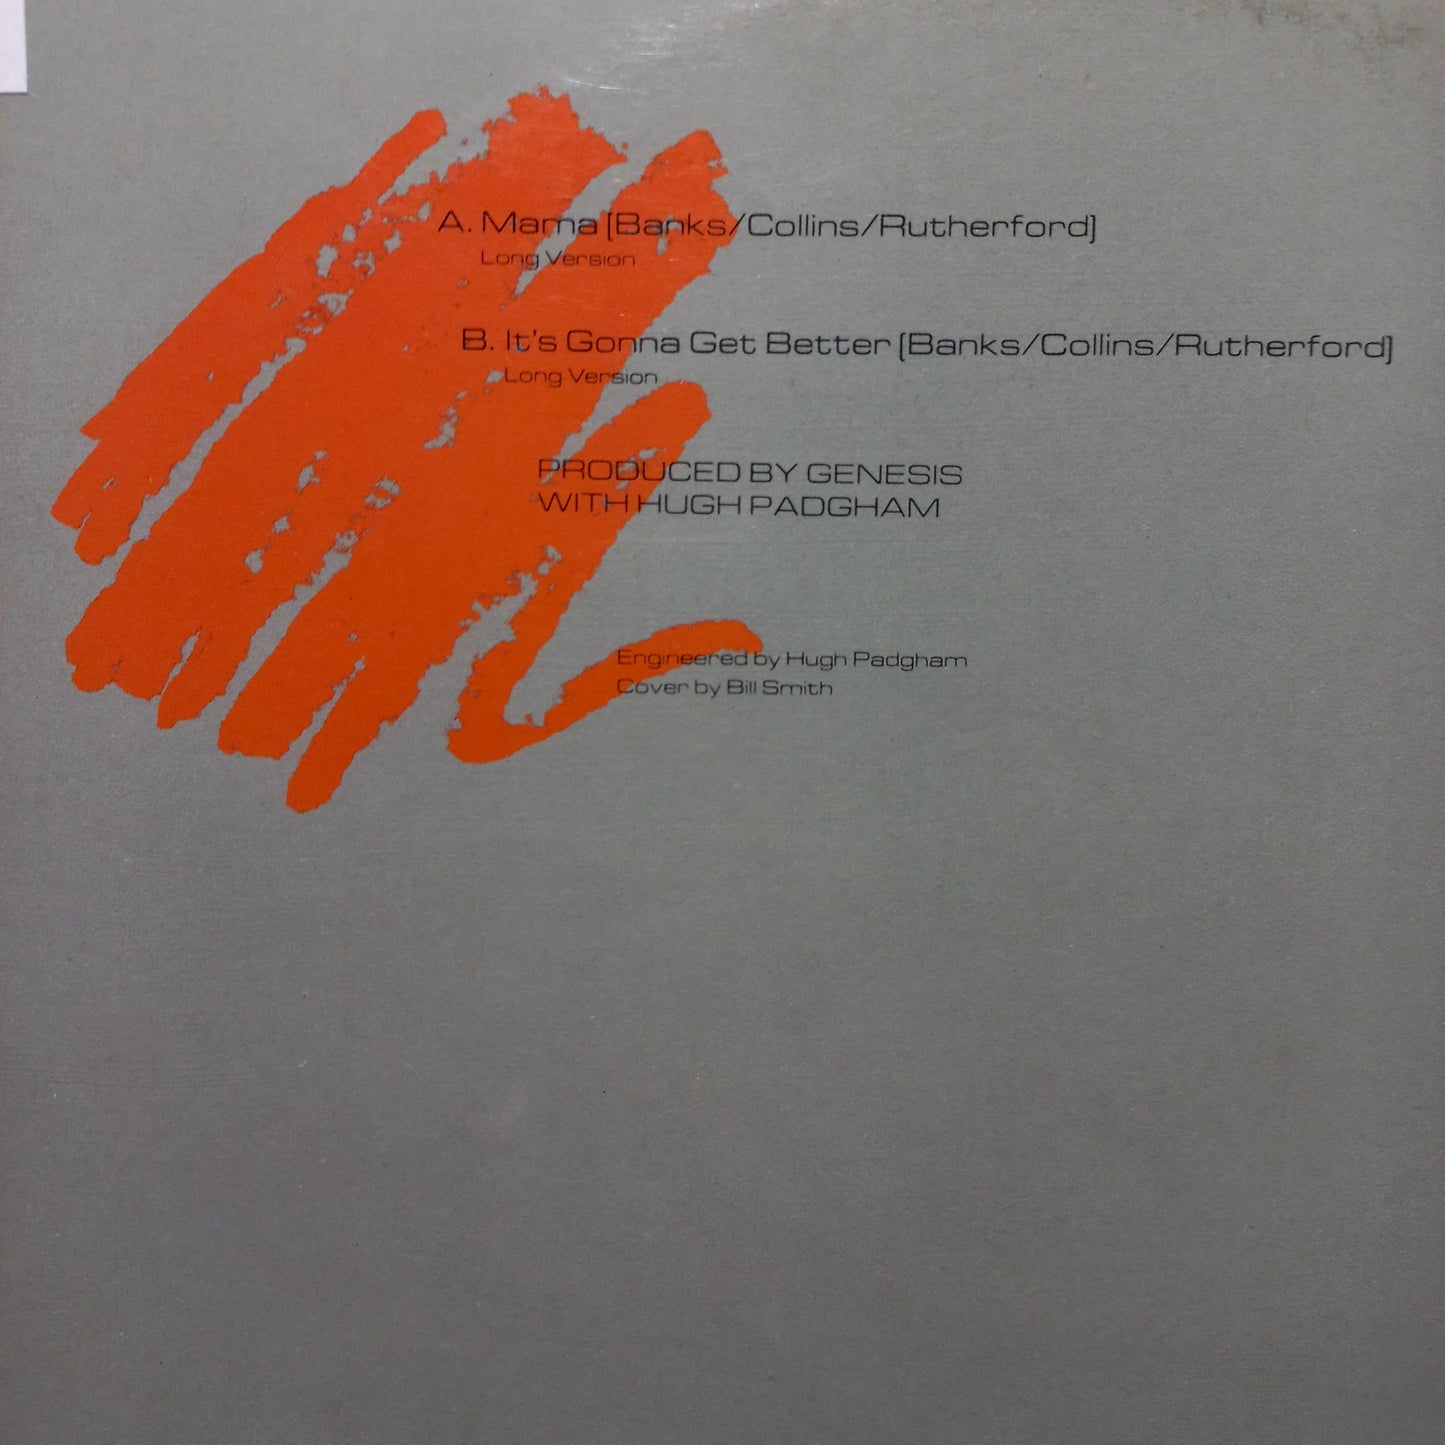 A. Mama [Banks/Collins/Rutherford]
Long Version
B. It's Gonna Get Better [Banks/Collins/Rutherford]
Long Version
PRODUCED BY GENESIS
WITH HUGH PADGHAM
Engineered by Hugh Padgham
Cover by Bill Smith